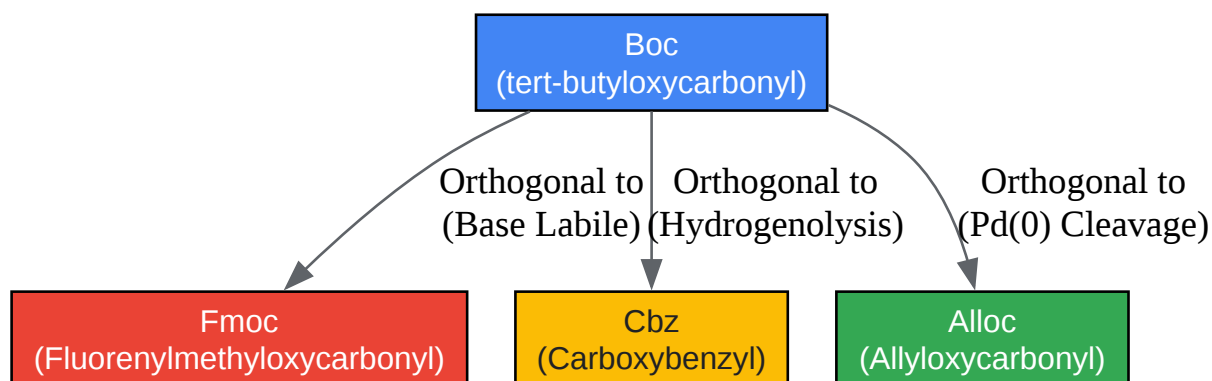 Boc
(tert-butyloxycarbonyl)
Orthogonal to
(Base Labile)
Orthogonal to
(Hydrogenolysis)
Orthogonal to
(Pd(0) Cleavage)
Fmoc
(Fluorenylmethyloxycarbonyl)
Cbz
(Carboxybenzyl)
Alloc
(Allyloxycarbonyl)